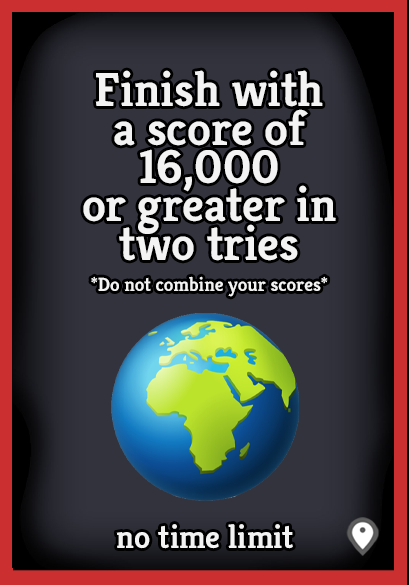 Finish with
a score of
16,000
or greater in
two tries
*Do not combine your scores*
no time limit